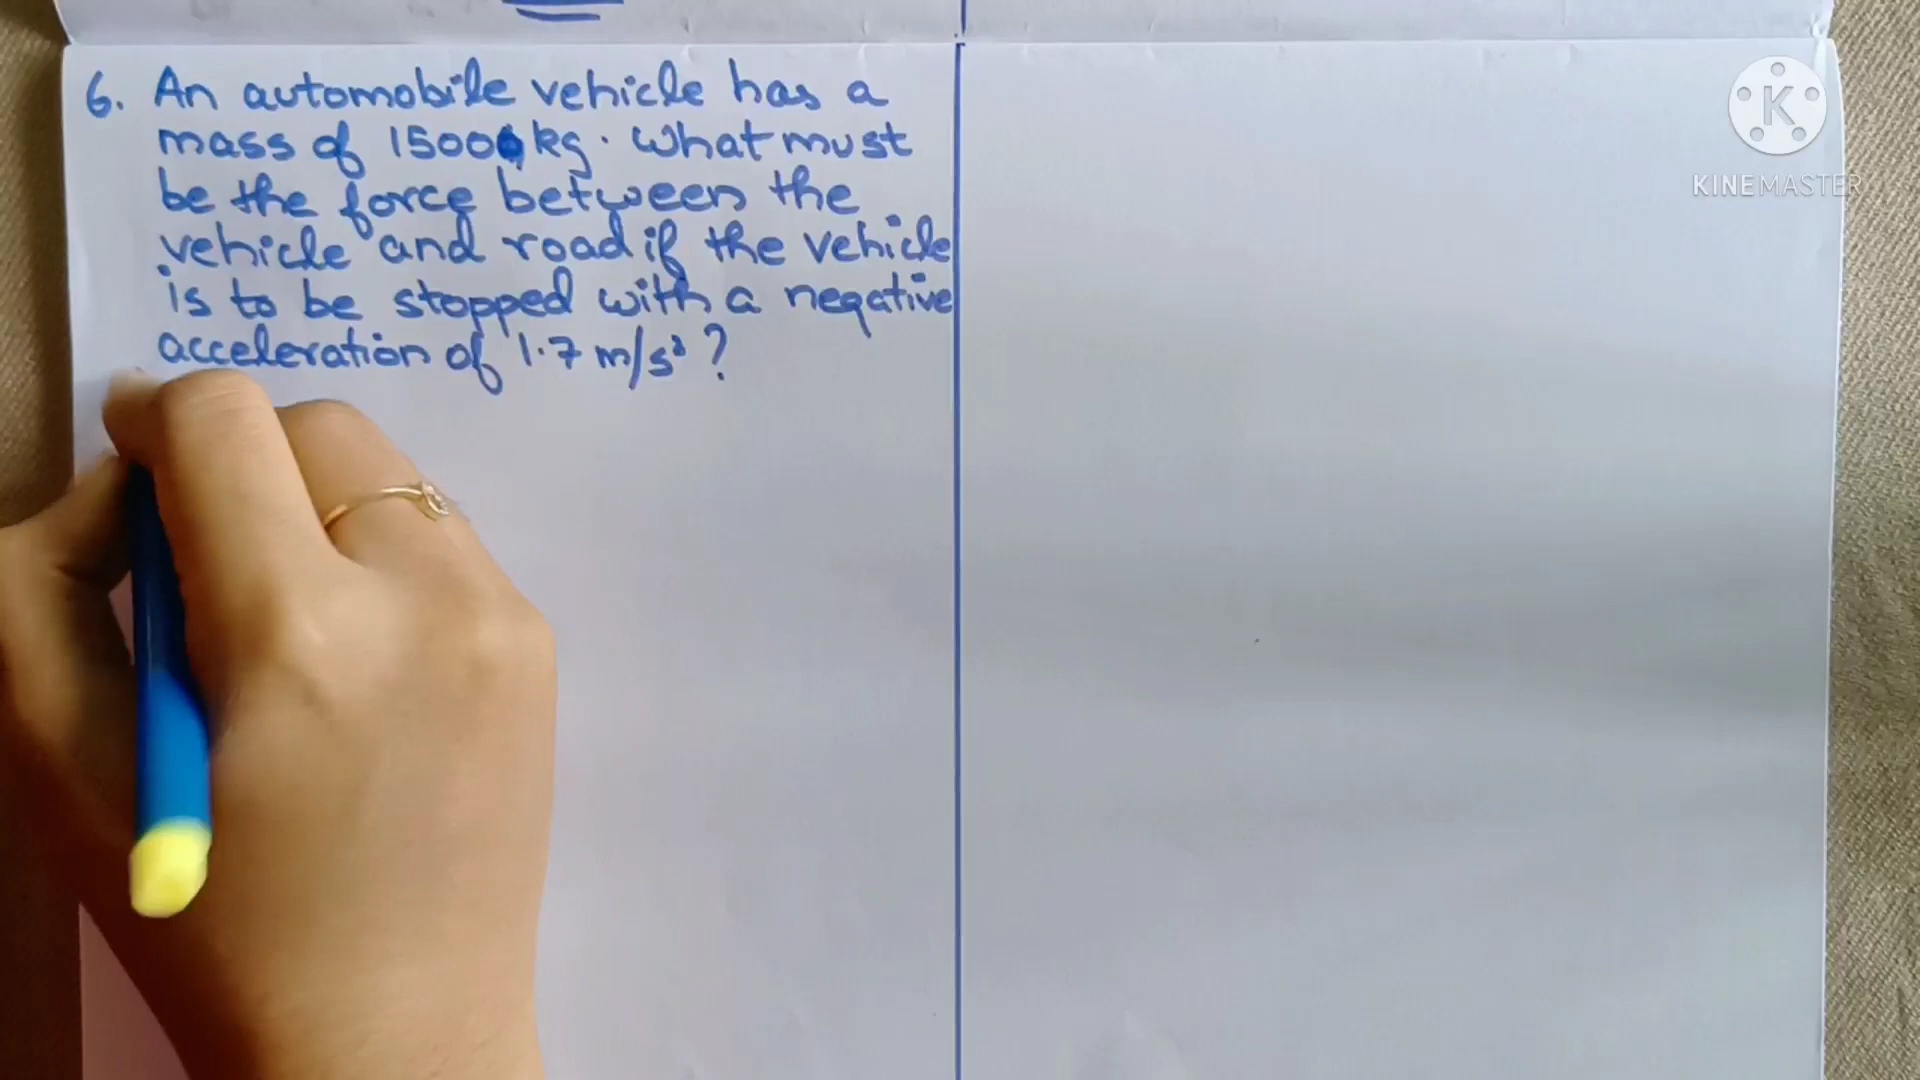 6. An automobile vehicle has a
mass of 1500 kg. What must
be the force between the
vehicle and road if the vehicle
is to be stopped with a negative
acceleration of 1.7 m/s² ?
K
KINEMASTER